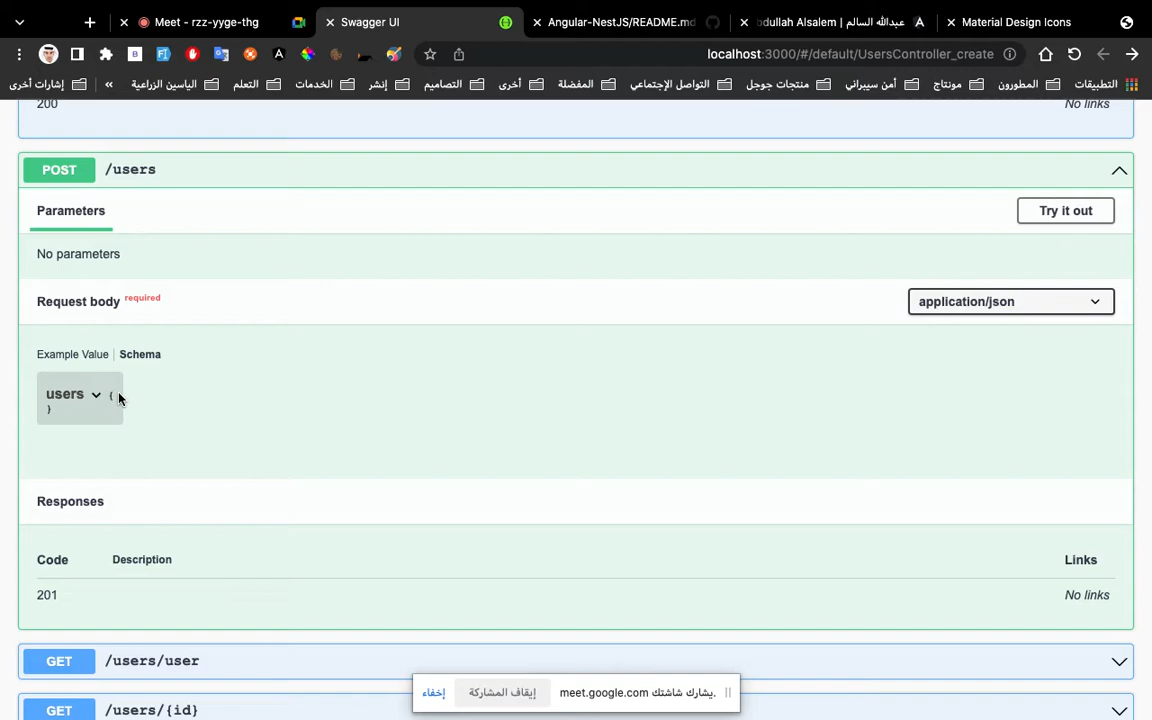 Meet - rzz-yyge-thg
Swagger UI
Angular-NestJS/README.md
عبدالله السالم | bdullah Alsalem
Material Design Icons
localhost:3000/#/default/UsersController_create
التطبيقات
المطورون
مونتاج
أمن سيبراني
منتجات جوجل
التواصل الإجتماعي
المفضلة
أخرى
التصاميم
إنشر
الخدمات
التعلم
الياسين الزراعية
»
إشارات أخرى
200
No links
POST
/users
Parameters
Try it out
No parameters
Request body required
application/json
Example Value | Schema
users {
}
Responses
Code
Description
Links
201
No links
GET
/users/user
GET
/users/{id}
meet.google.com يشارك شاشتك.
إيقاف المشاركة
إخفاء